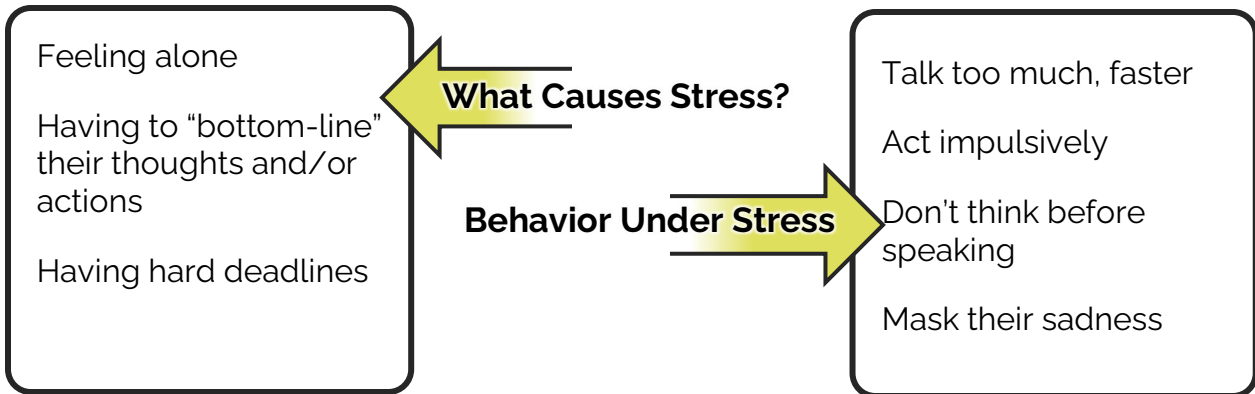 Feeling alone
Having to “bottom-line”
their thoughts and/or
actions
Having hard deadlines
What Causes Stress?
Behavior Under Stress
Talk too much, faster
Act impulsively
Don’t think before
speaking
Mask their sadness